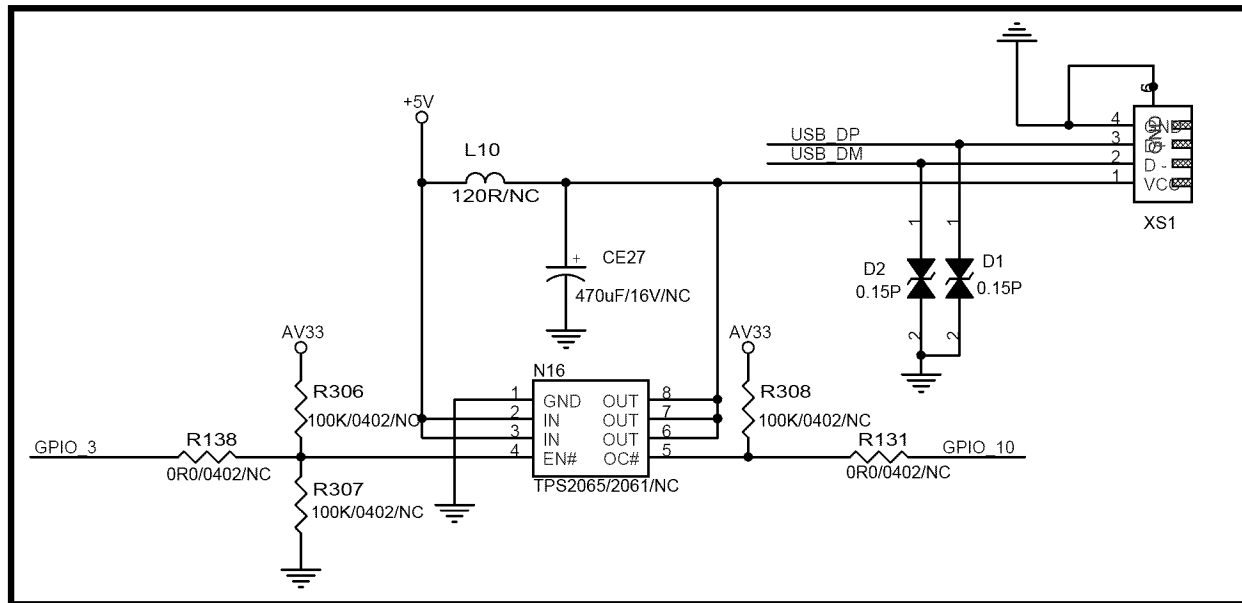 +5V
L10
120R/NC
+
CE27
470uF/16V/NC
USB_DP
USB_DM
6
GND
4
GND
3
D+
2
D -
1
VCC
XS1
1
1
D2
0.15P
D1
0.15P
2
2
AV33
R306
100K/0402/NC
GPIO_3
R138
0R0/0402/NC
R307
100K/0402/NC
N16
1 GND OUT 8
2 IN OUT 7
3 IN OUT 6
4 EN# OC# 5
TPS2065/2061/NC
AV33
R308
100K/0402/NC
R131
0R0/0402/NC
GPIO_10